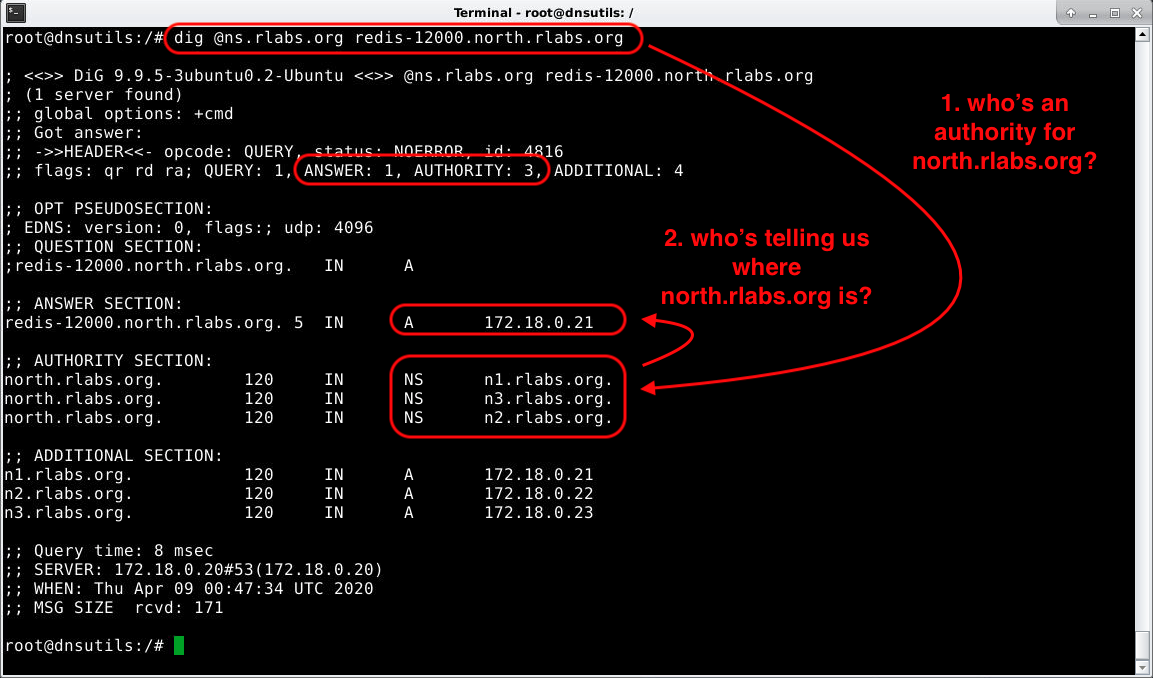 Terminal - root@dnsutils: /
root@dnsutils:/# dig @ns.rlabs.org redis-12000.north.rlabs.org
; <<>> DiG 9.9.5-3ubuntu0.2-Ubuntu <<>> @ns.rlabs.org redis-12000.north.rlabs.org
; (1 server found)
;; global options: +cmd
;; Got answer:
;; ->>HEADER<<- opcode: QUERY, status: NOERROR, id: 4816
;; flags: qr rd ra; QUERY: 1, ANSWER: 1, AUTHORITY: 3, ADDITIONAL: 4
;; OPT PSEUDOSECTION:
; EDNS: version: 0, flags:; udp: 4096
;; QUESTION SECTION:
;redis-12000.north.rlabs.org. IN A
;; ANSWER SECTION:
redis-12000.north.rlabs.org. 5 IN A 172.18.0.21
;; AUTHORITY SECTION:
north.rlabs.org. 120 IN NS n1.rlabs.org.
north.rlabs.org. 120 IN NS n3.rlabs.org.
north.rlabs.org. 120 IN NS n2.rlabs.org.
;; ADDITIONAL SECTION:
n1.rlabs.org. 120 IN A 172.18.0.21
n2.rlabs.org. 120 IN A 172.18.0.22
n3.rlabs.org. 120 IN A 172.18.0.23
;; Query time: 8 msec
;; SERVER: 172.18.0.20#53(172.18.0.20)
;; WHEN: Thu Apr 09 00:47:34 UTC 2020
;; MSG SIZE rcvd: 171
root@dnsutils:/#
1. who's an
authority for
north.rlabs.org?
2. who's telling us
where
north.rlabs.org is?